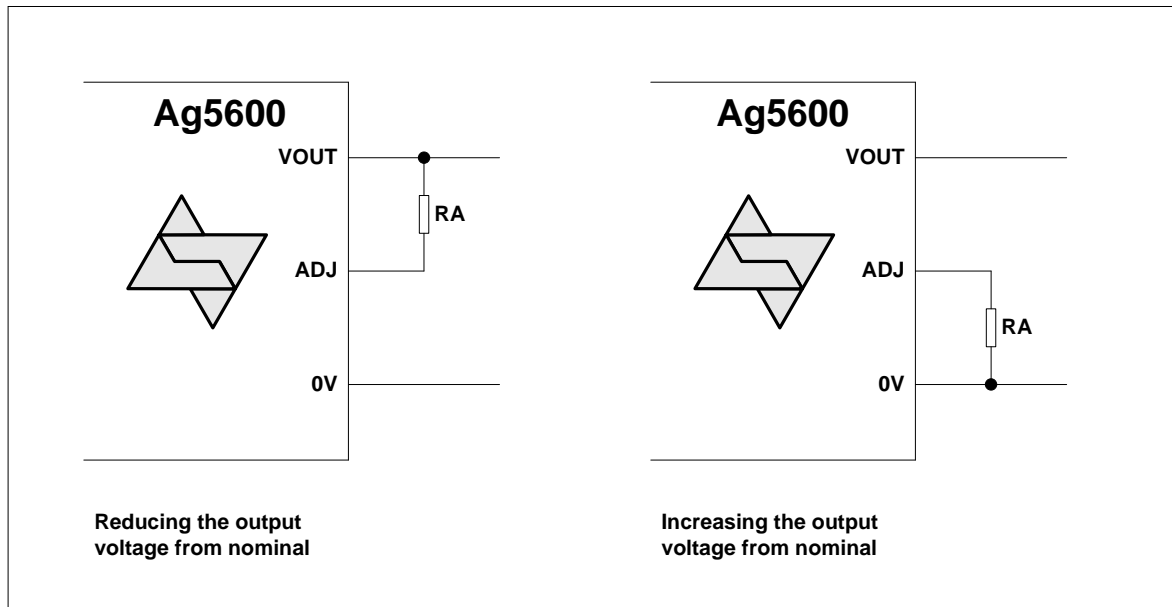 Ag5600
VOUT
RA
ADJ
0V
Reducing the output
voltage from nominal
Ag5600
VOUT
ADJ
RA
0V
Increasing the output
voltage from nominal